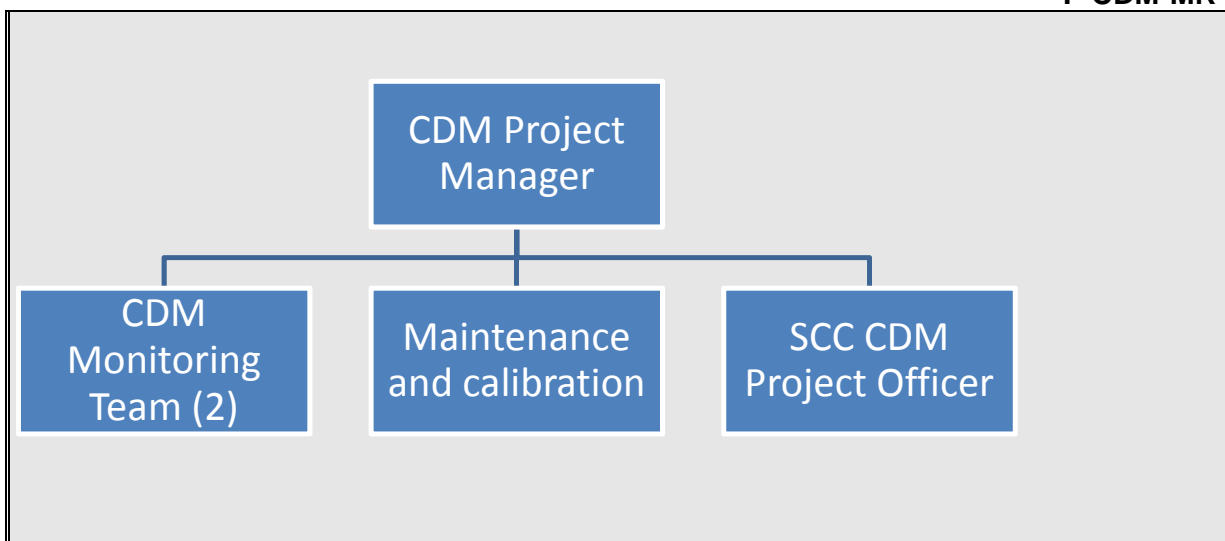 CDM Project
Manager
CDM
Monitoring
Team (2)
Maintenance
and calibration
SCC CDM
Project Officer